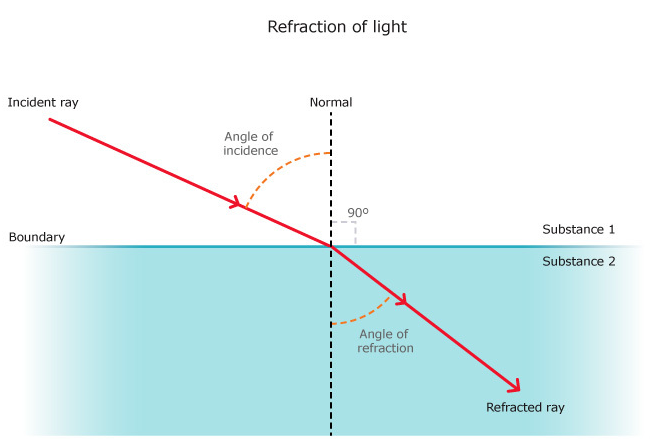 Refraction of light
Incident ray
Normal
Angle of
incidence
90º
Boundary
Substance 1
Substance 2
Angle of
refraction
Refracted ray